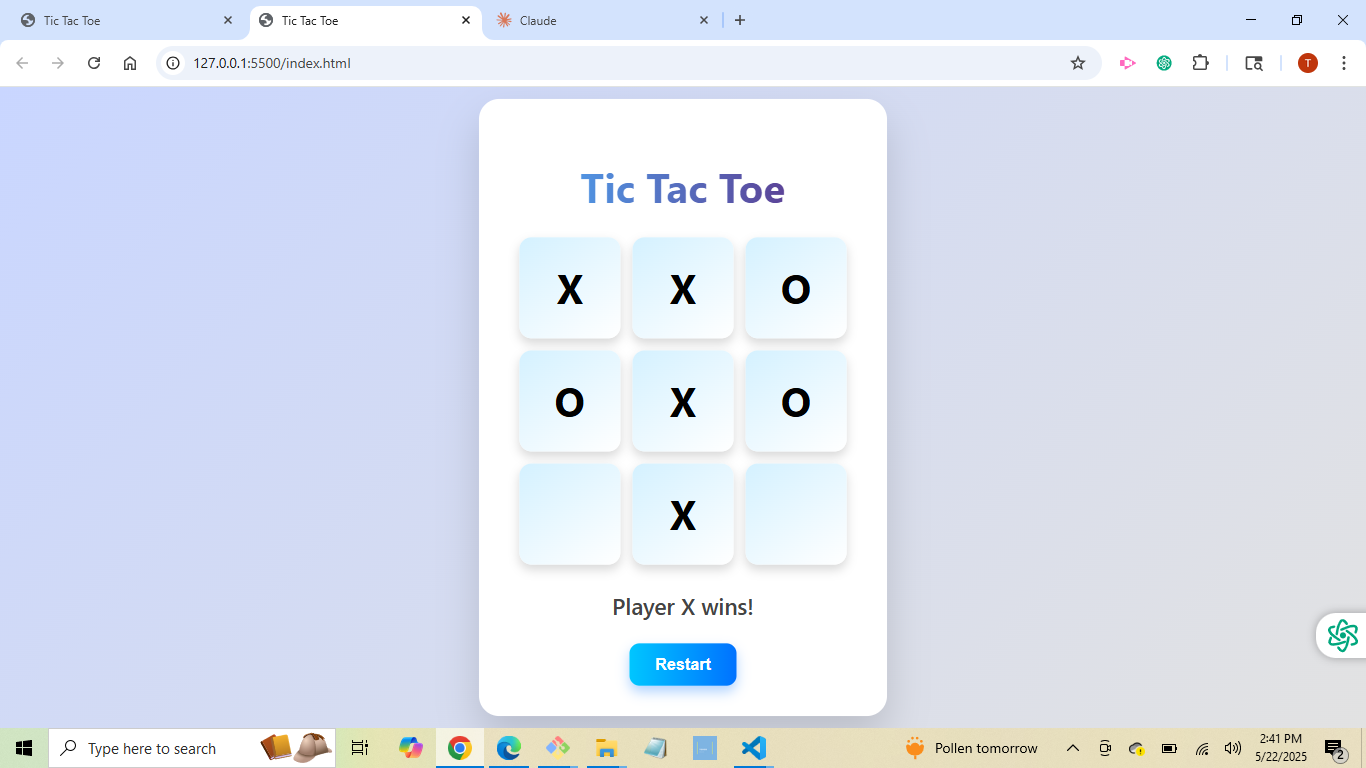 Tic Tac Toe
Tic Tac Toe
Claude
127.0.0.1:5500/index.html
T
Tic Tac Toe
X X O
O X O
X
Player X wins!
Restart
Type here to search
Pollen tomorrow
2:41 PM
5/22/2025
2